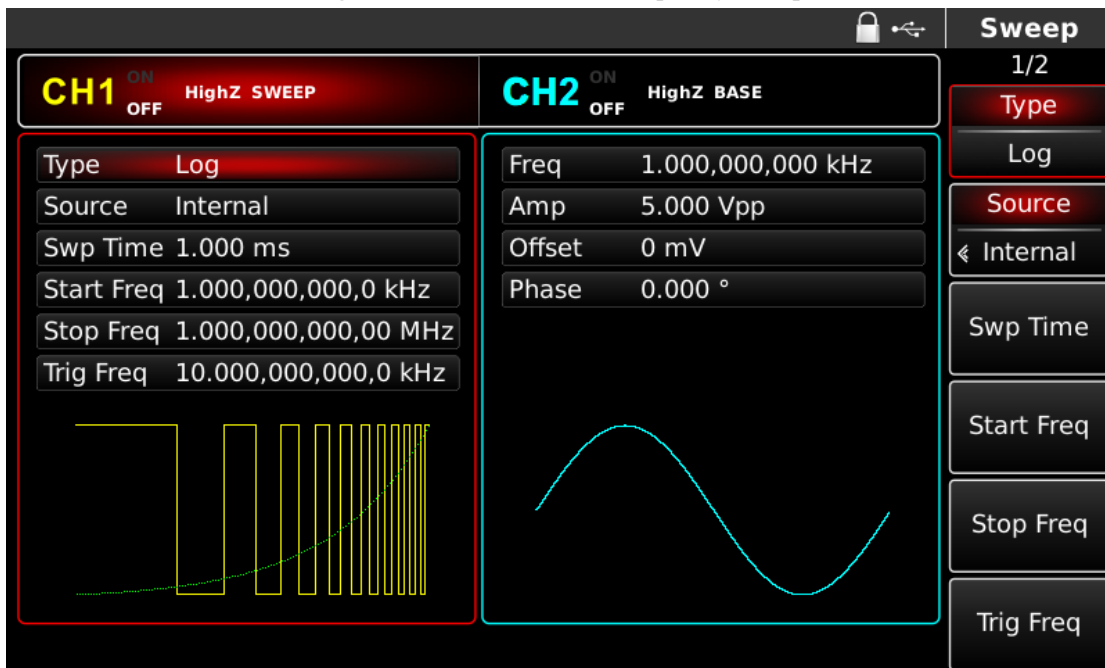 Sweep
1/2
CH1 ON OFF HighZ SWEEP
CH2 ON OFF HighZ BASE
Type Log
Source Internal
Swp Time 1.000 ms
Start Freq 1.000,000,000,0 kHz
Stop Freq 1.000,000,000,00 MHz
Trig Freq 10.000,000,000,0 kHz
Freq 1.000,000,000 kHz
Amp 5.000 Vpp
Offset 0 mV
Phase 0.000 °
Type
Log
Source
Internal
Swp Time
Start Freq
Stop Freq
Trig Freq